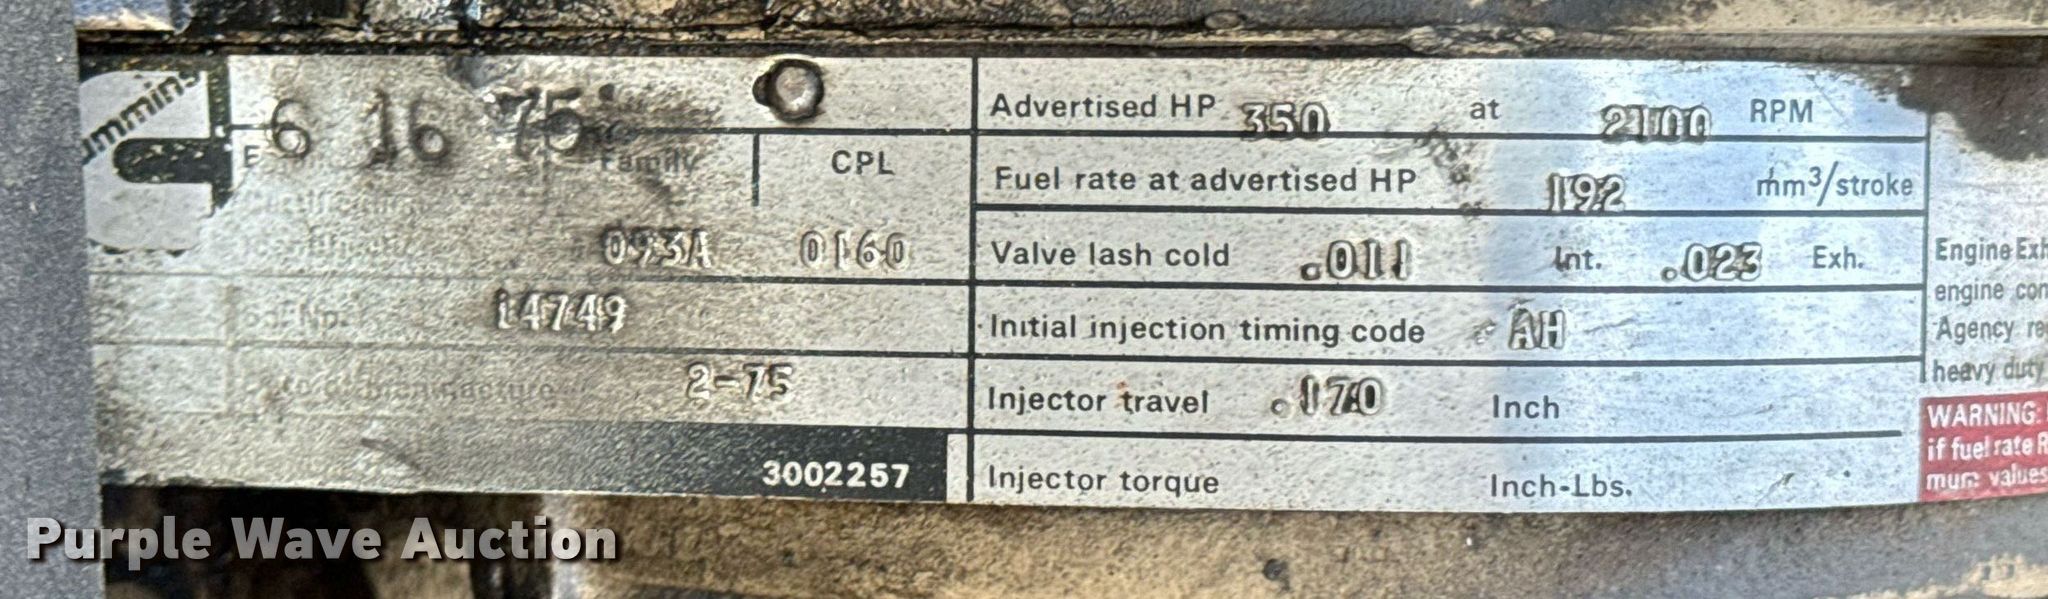 ummins
6 16 75
Family
CPL
093A 0160
14749
2-75
3002257
Advertised HP 350 at 2100 RPM
Fuel rate at advertised HP 192 mm³/stroke
Valve lash cold .011 Int. .023 Exh.
Initial injection timing code AH
Injector travel .170 Inch
Injector torque Inch-Lbs.
Engine Exh
engine con
Agency re
heavy duty
WARNING:
if fuel rate R
mum values
Purple Wave Auction